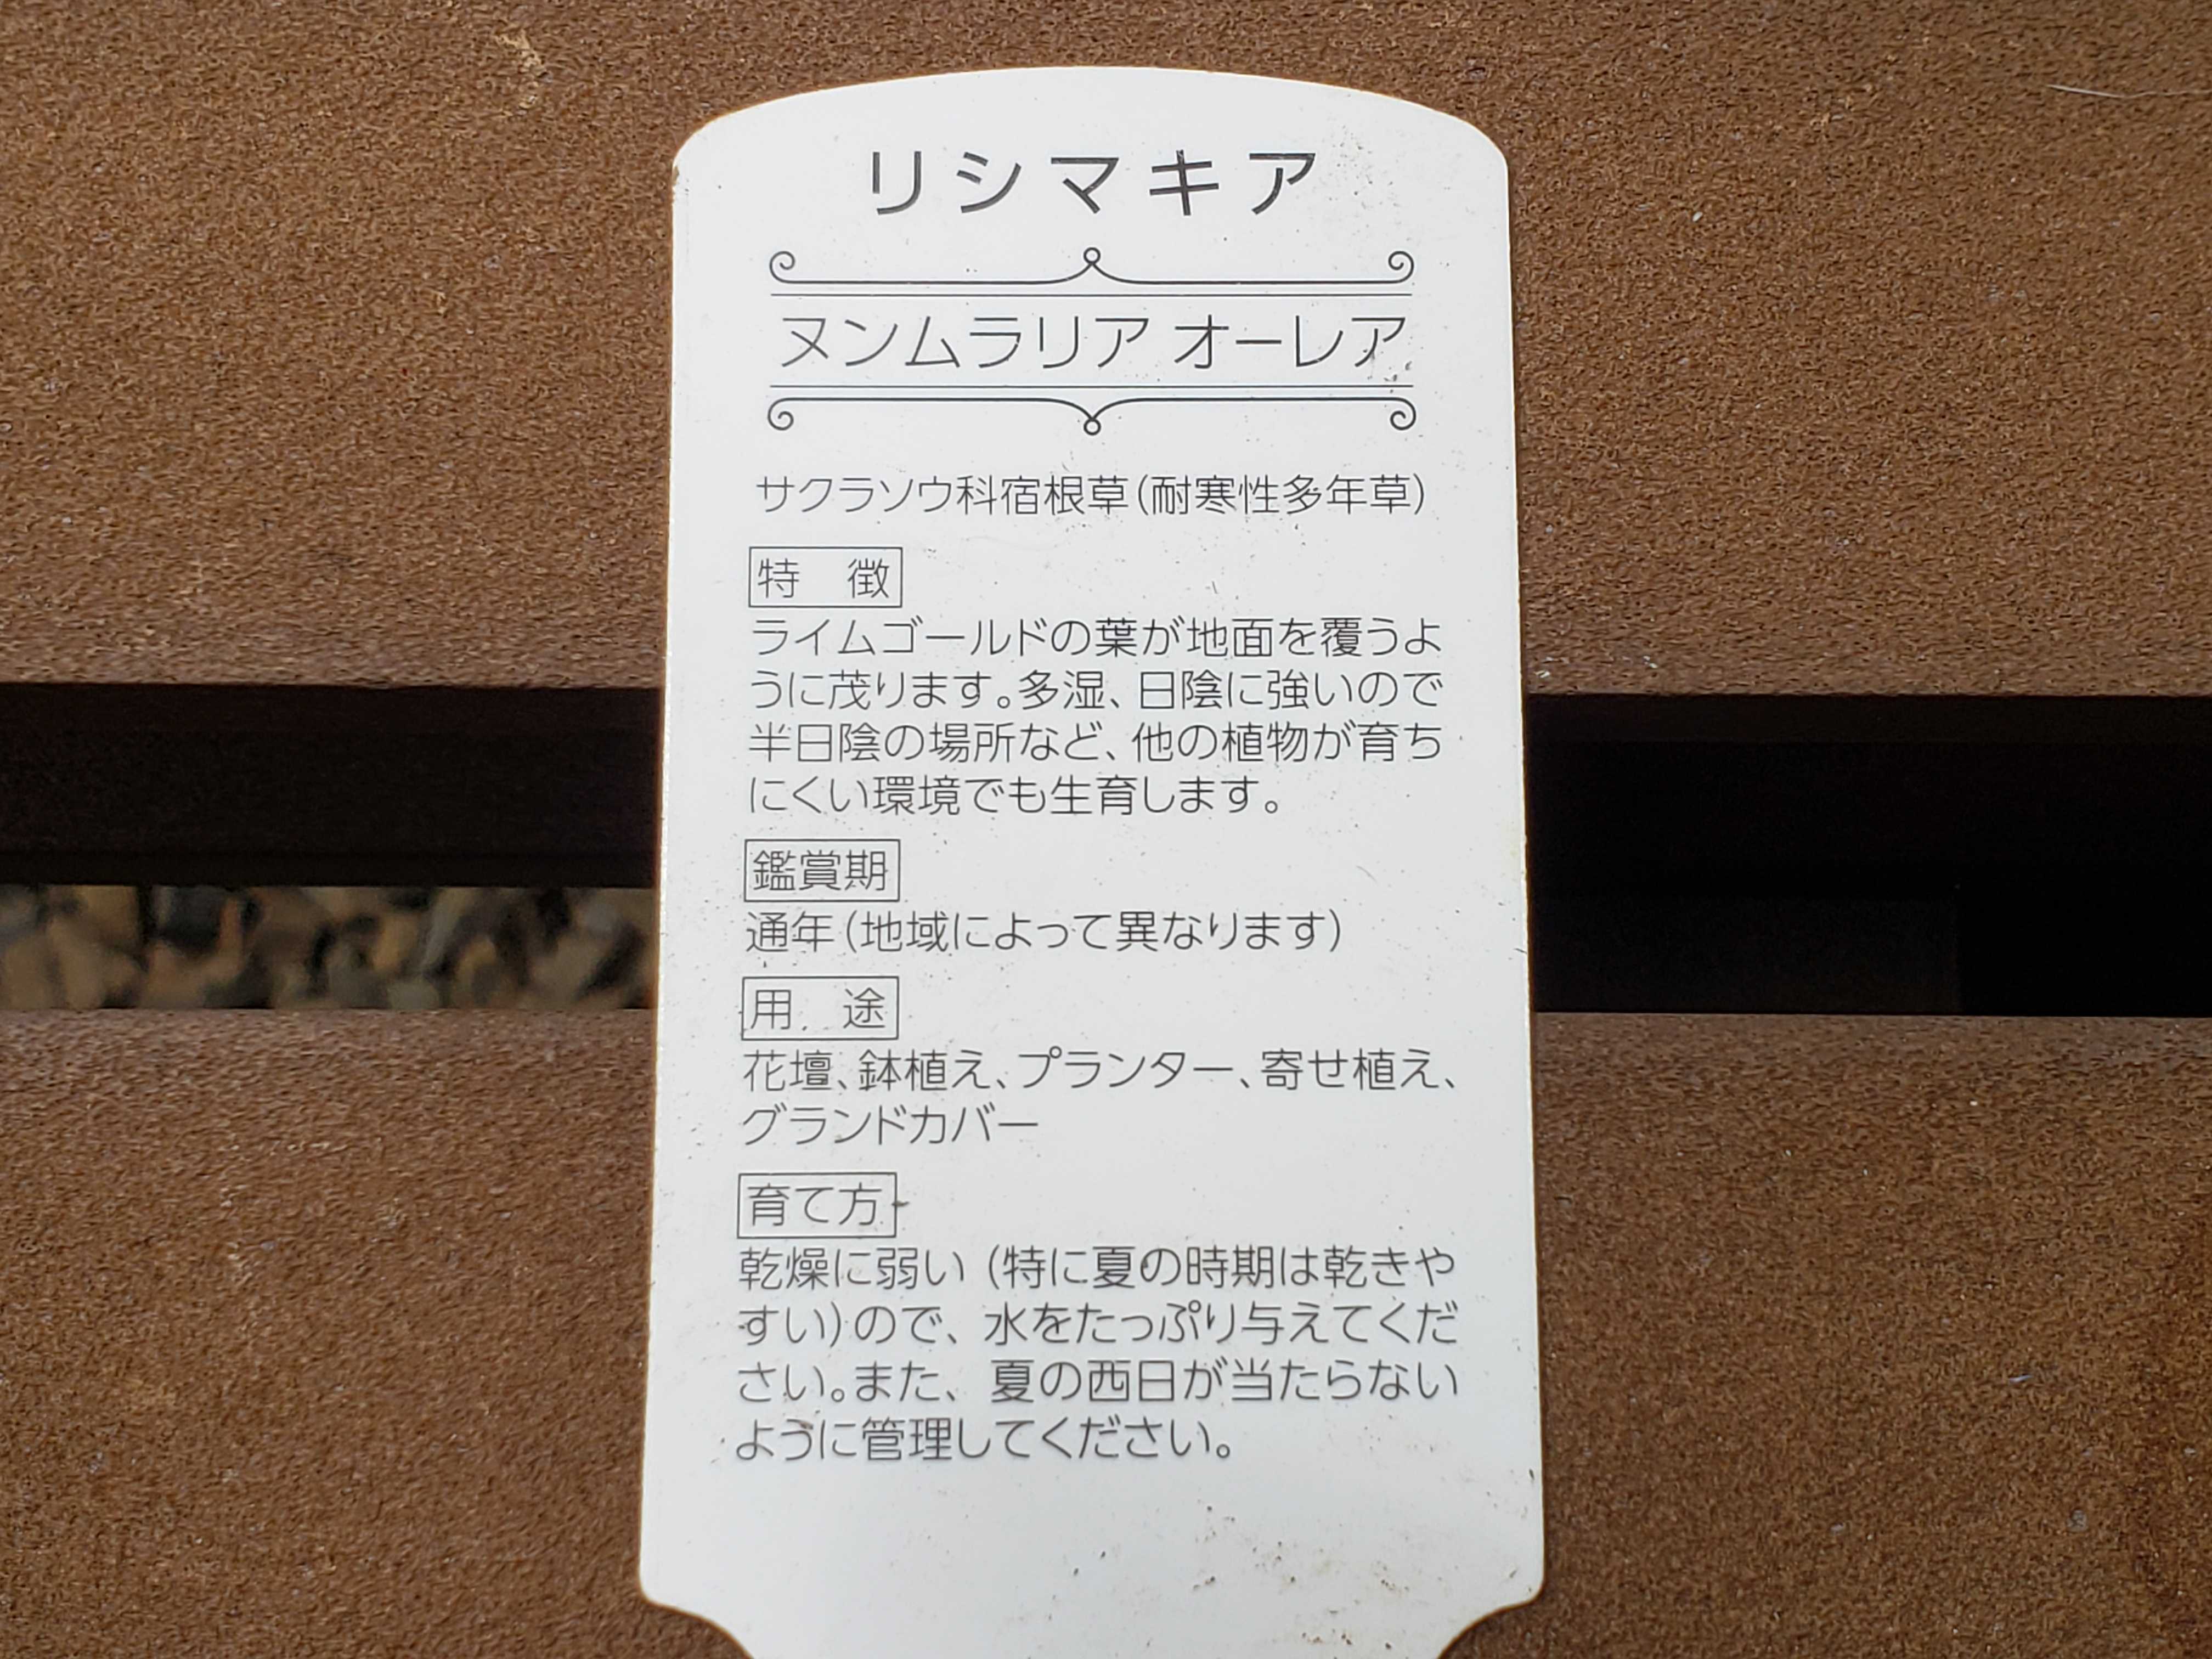 リシマキア
ヌンムラリア オーレア
サクラソウ科宿根草(耐寒性多年草)
特　徴
ライムゴールドの葉が地面を覆うよ
うに茂ります。多湿、日陰に強いので
半日陰の場所など、他の植物が育ち
にくい環境でも生育します。
鑑賞期
通年(地域によって異なります)
用　途
花壇、鉢植え、プランター、寄せ植え、
グランドカバー
育て方
乾燥に弱い (特に夏の時期は乾きや
すい)ので、水をたっぷり与えてくだ
さい。また、夏の西日が当たらない
ように管理してください。